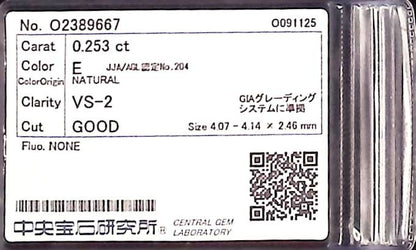 No. O2389667 O091125
Carat 0.253 ct
Color E JJA/AGL認定No.204
ColorOrigin NATURAL
Clarity VS-2 GIAグレーディング
システムに準拠
Cut GOOD Size 4.07 - 4.14 × 2.46 mm
Fluo. NONE
中央宝石研究所® CENTRAL GEM
LABORATORY